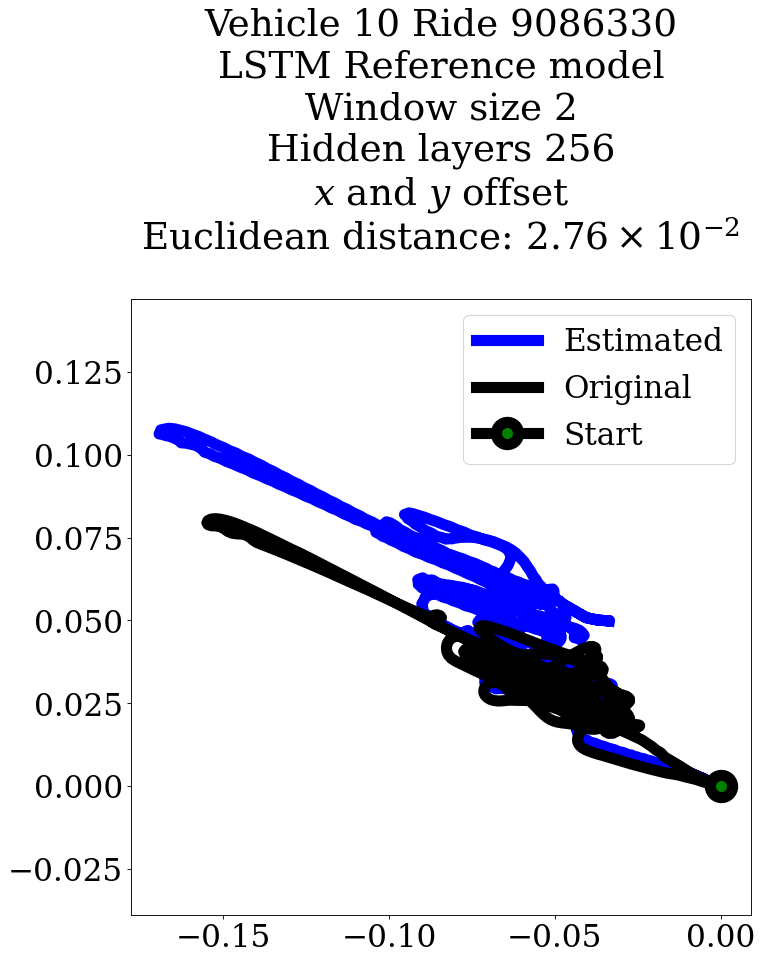 Vehicle 10 Ride 9086330
LSTM Reference model
Window size 2
Hidden layers 256
x and y offset
Euclidean distance: 2.76 × 10⁻²
Estimated
Original
Start
0.125
0.100
0.075
0.050
0.025
0.000
−0.025
−0.15
−0.10
−0.05
0.00